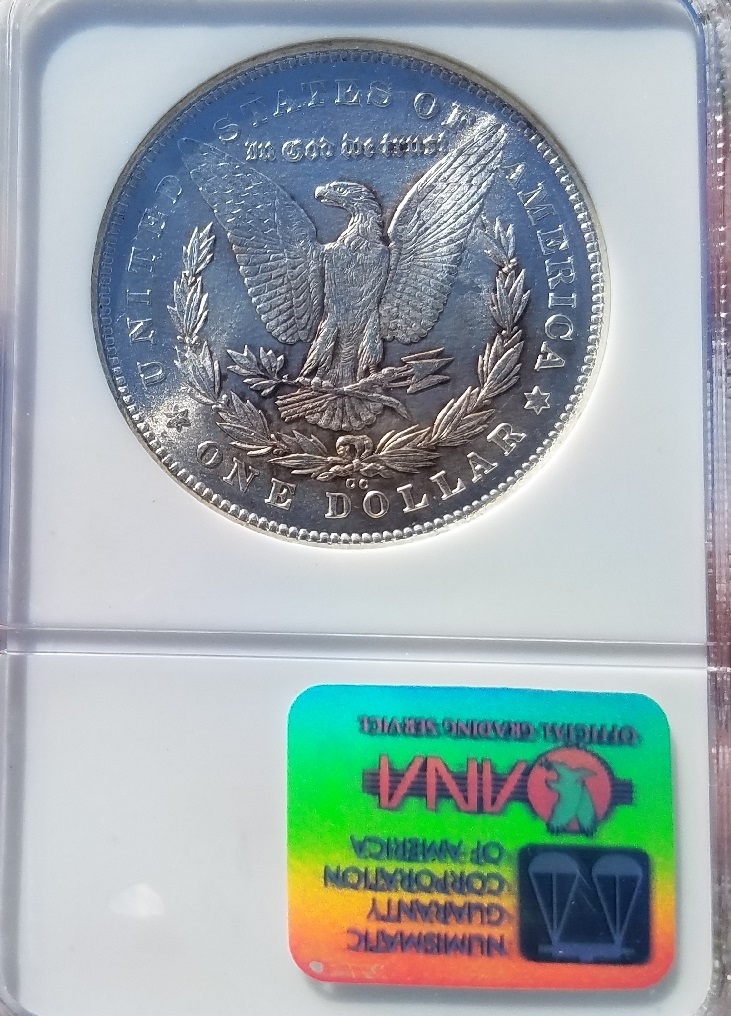 UNITED STATES OF AMERICA
In God we trust
ONE DOLLAR
CC
NUMISMATIC
GUARANTY
CORPORATION
OF AMERICA
ANA
OFFICIAL GRADING SERVICE